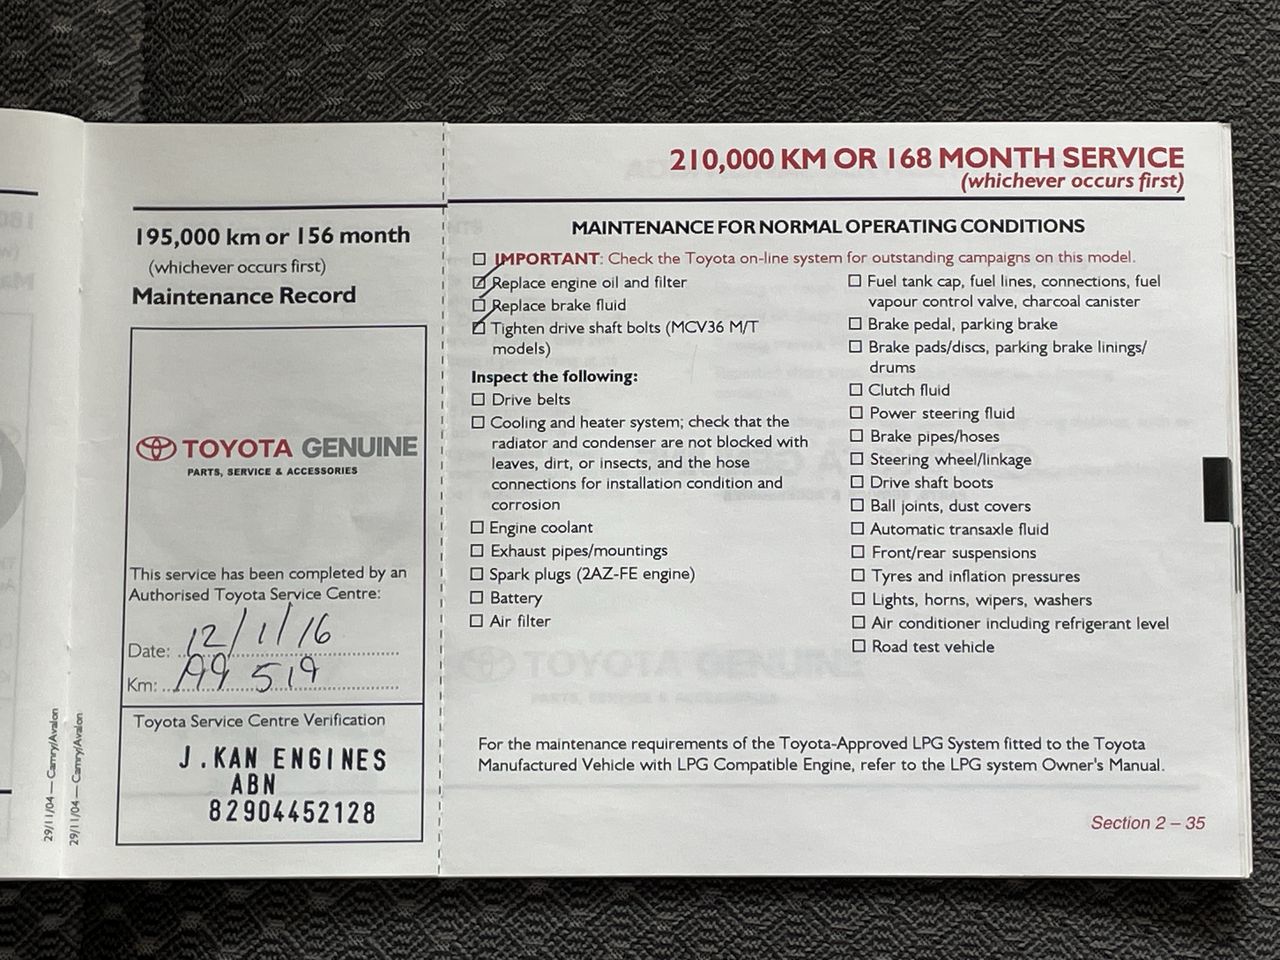 195,000 km or 156 month
(whichever occurs first)
Maintenance Record
TOYOTA GENUINE
PARTS, SERVICE & ACCESSORIES
This service has been completed by an
Authorised Toyota Service Centre:
Date: 12/1/16
Km: 199 519
Toyota Service Centre Verification
J.KAN ENGINES
ABN
82904452128
29/11/04 — Camry/Avalon
29/11/04 — Camry/Avalon
210,000 KM OR 168 MONTH SERVICE
(whichever occurs first)
MAINTENANCE FOR NORMAL OPERATING CONDITIONS
IMPORTANT: Check the Toyota on-line system for outstanding campaigns on this model.
Replace engine oil and filter
Replace brake fluid
Tighten drive shaft bolts (MCV36 M/T
models)
Inspect the following:
Drive belts
Cooling and heater system; check that the
radiator and condenser are not blocked with
leaves, dirt, or insects, and the hose
connections for installation condition and
corrosion
Engine coolant
Exhaust pipes/mountings
Spark plugs (2AZ-FE engine)
Battery
Air filter
Fuel tank cap, fuel lines, connections, fuel
vapour control valve, charcoal canister
Brake pedal, parking brake
Brake pads/discs, parking brake linings/
drums
Clutch fluid
Power steering fluid
Brake pipes/hoses
Steering wheel/linkage
Drive shaft boots
Ball joints, dust covers
Automatic transaxle fluid
Front/rear suspensions
Tyres and inflation pressures
Lights, horns, wipers, washers
Air conditioner including refrigerant level
Road test vehicle
For the maintenance requirements of the Toyota-Approved LPG System fitted to the Toyota
Manufactured Vehicle with LPG Compatible Engine, refer to the LPG system Owner's Manual.
Section 2 – 35